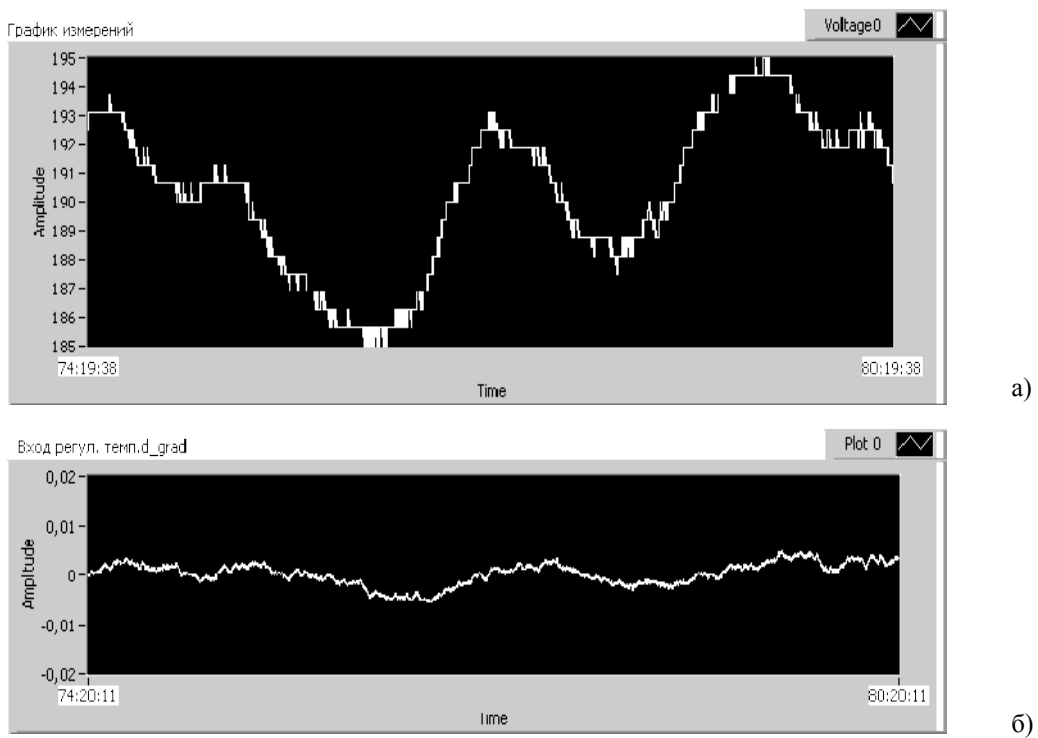 График измерений
Voltage0
195
194
193
192
191
190
189
188
187
186
185
Amplitude
74:19:38
80:19:38
Time
а)
Вход регул. темп.d_grad
Plot 0
0,02
0,01
0
-0,01
-0,02
Amplitude
74:20:11
80:20:11
Time
б)